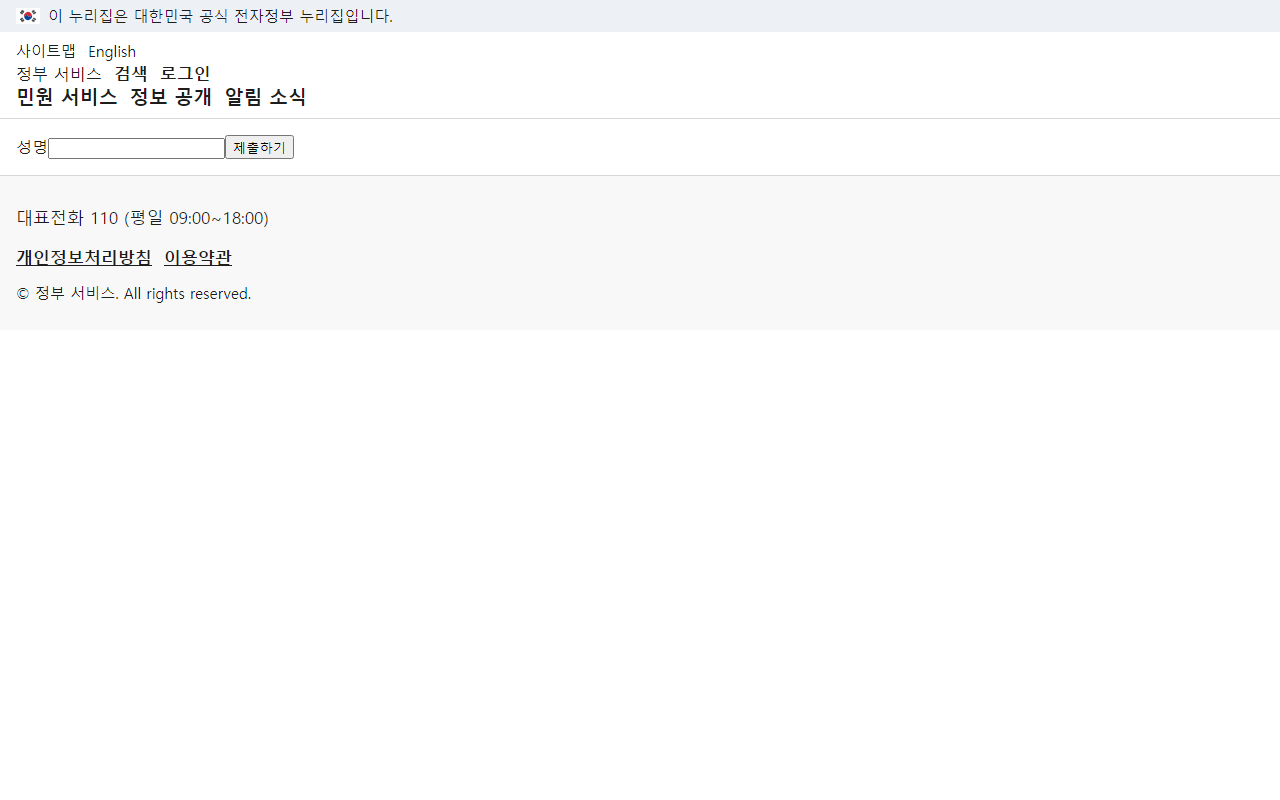 이 누리집은 대한민국 공식 전자정부 누리집입니다.
사이트맵 English
정부 서비스 검색 로그인
민원 서비스 정보 공개 알림 소식
성명 제출하기
대표전화 110 (평일 09:00~18:00)
개인정보처리방침 이용약관
© 정부 서비스. All rights reserved.